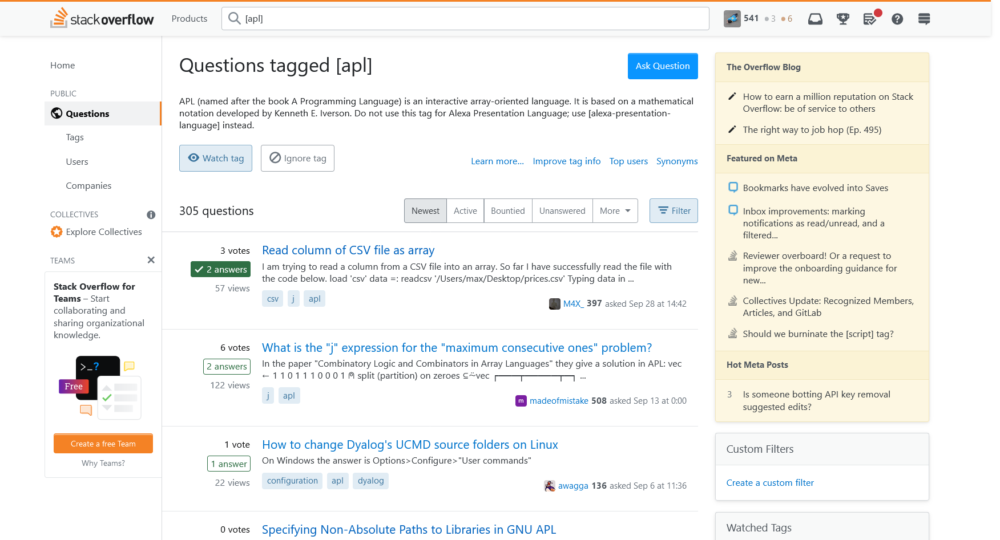 stack overflow
Products
[apl]
541
3
6
Home
PUBLIC
Questions
Tags
Users
Companies
COLLECTIVES
Explore Collectives
TEAMS
Stack Overflow for
Teams – Start
collaborating and
sharing organizational
knowledge.
>_?
Free
Create a free Team
Why Teams?
Questions tagged [apl]
Ask Question
APL (named after the book A Programming Language) is an interactive array-oriented language. It is based on a mathematical
notation developed by Kenneth E. Iverson. Do not use this tag for Alexa Presentation Language; use [alexa-presentation-
language] instead.
Watch tag
Ignore tag
Learn more...
Improve tag info
Top users
Synonyms
305 questions
Newest
Active
Bountied
Unanswered
More
Filter
3 votes
2 answers
57 views
Read column of CSV file as array
I am trying to read a column from a CSV file into an array. So far I have successfully read the file with
the code below. load 'csv' data =: readcsv '/Users/max/Desktop/prices.csv' Typing data in ...
csv
j
apl
M4X_ 397 asked Sep 28 at 14:42
6 votes
2 answers
122 views
What is the "j" expression for the "maximum consecutive ones" problem?
In the paper "Combinatory Logic and Combinators in Array Languages" they give a solution in APL: vec
← 1 1 0 1 1 1 0 0 0 1 ⍝ split (partition) on zeroes ⊆⍨vec ┌───┬─────┬─┐ ...
j
apl
m
madeofmistake 508 asked Sep 13 at 0:00
1 vote
1 answer
22 views
How to change Dyalog's UCMD source folders on Linux
On Windows the answer is Options>Configure>"User commands"
configuration
apl
dyalog
awagga 136 asked Sep 6 at 11:36
0 votes
Specifying Non-Absolute Paths to Libraries in GNU APL
The Overflow Blog
How to earn a million reputation on Stack
Overflow: be of service to others
The right way to job hop (Ep. 495)
Featured on Meta
Bookmarks have evolved into Saves
Inbox improvements: marking
notifications as read/unread, and a
filtered...
Reviewer overboard! Or a request to
improve the onboarding guidance for
new...
Collectives Update: Recognized Members,
Articles, and GitLab
Should we burninate the [script] tag?
Hot Meta Posts
3
Is someone botting API key removal
suggested edits?
Custom Filters
Create a custom filter
Watched Tags